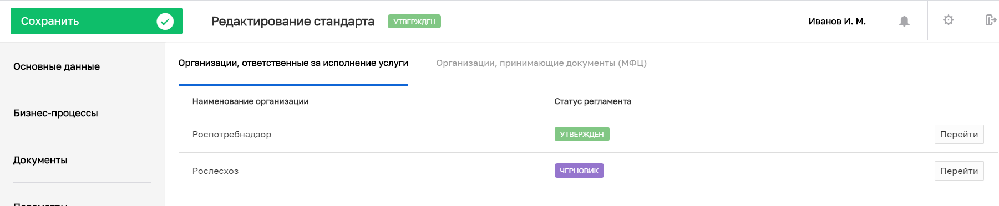 Сохранить
Редактирование стандарта
УТВЕРЖДЕН
Иванов И. М.
Основные данные
Бизнес-процессы
Документы
Параметры
Организации, ответственные за исполнение услуги
Организации, принимающие документы (МФЦ)
Наименование организации
Статус регламента
Роспотребнадзор
УТВЕРЖДЕН
Перейти
Рослесхоз
ЧЕРНОВИК
Перейти